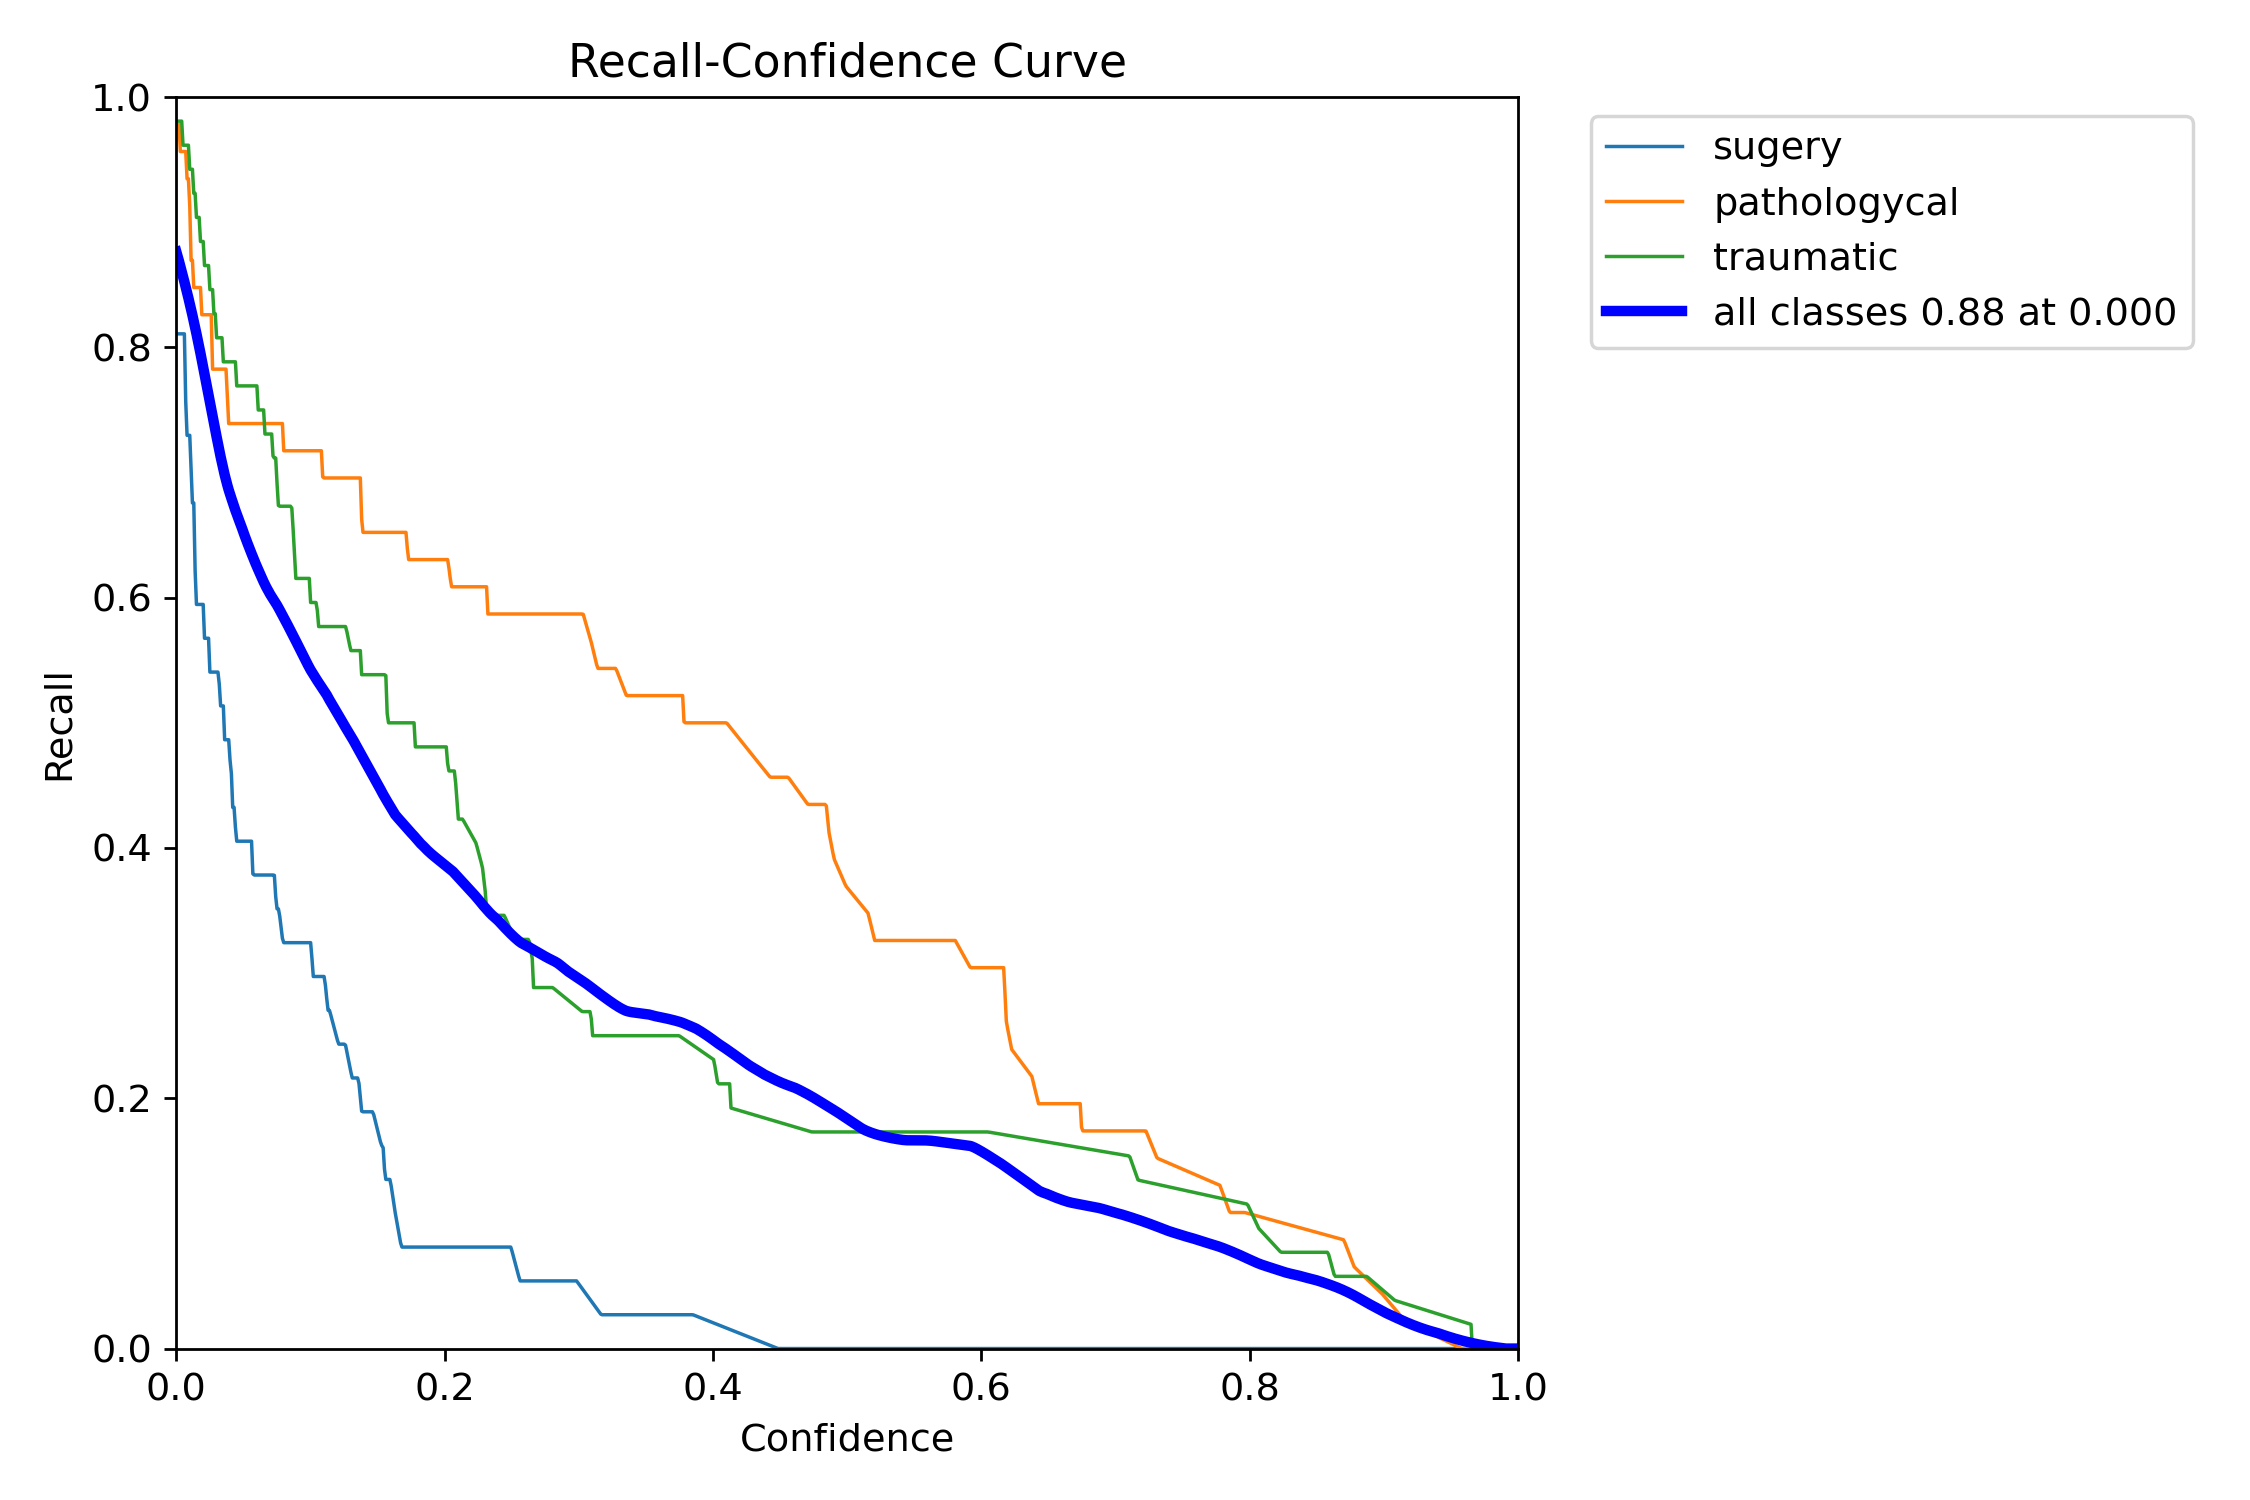 Recall-Confidence Curve
1.0
0.8
0.6
0.4
0.2
0.0
Recall
0.0 0.2 0.4 0.6 0.8 1.0
Confidence
sugery
pathologycal
traumatic
all classes 0.88 at 0.000